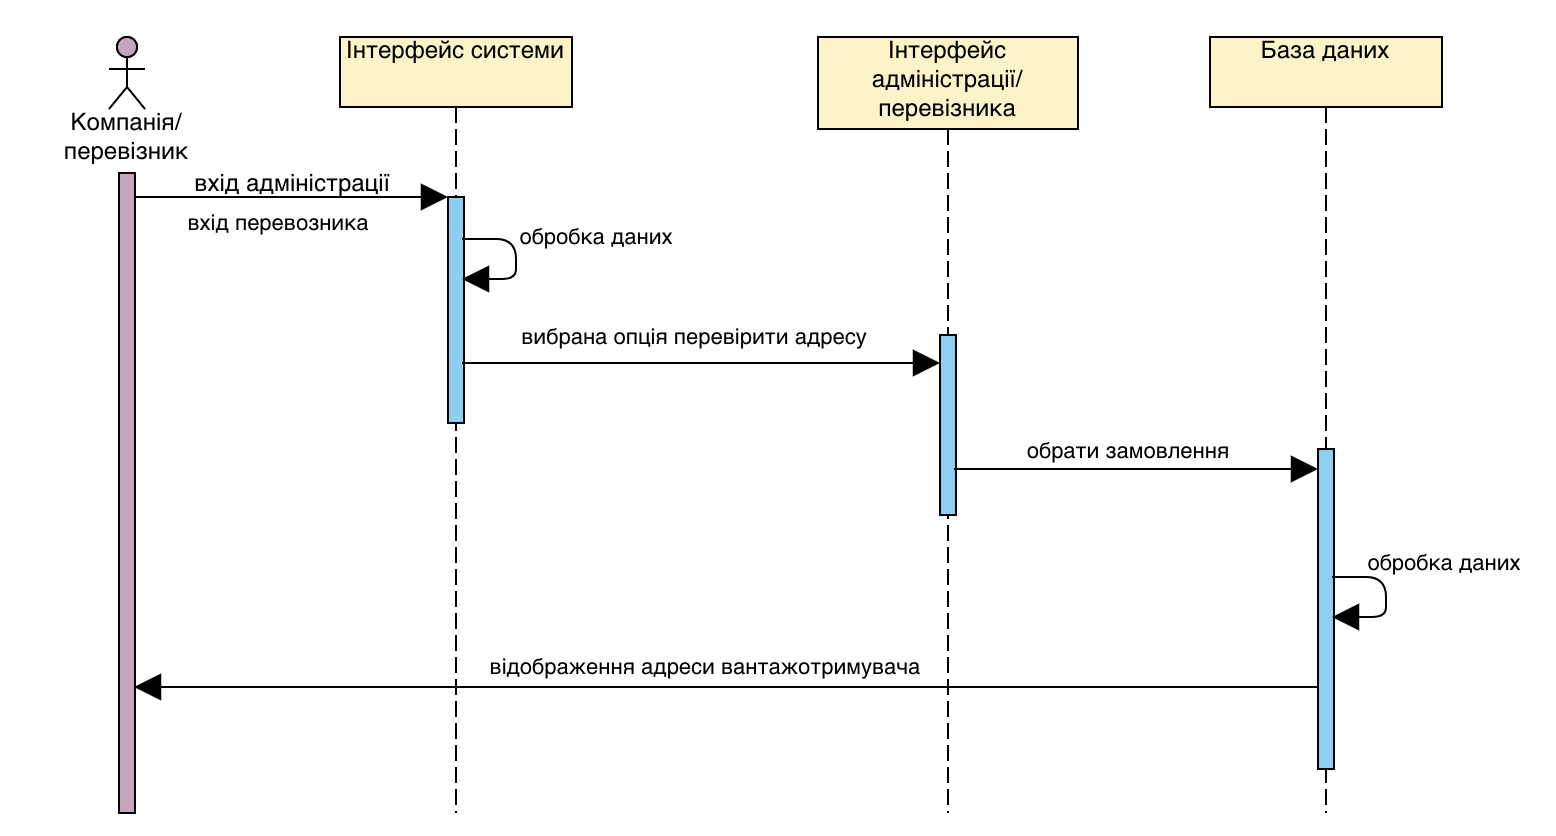 Інтерфейс системи
Інтерфейс
адміністрації/
перевізника
База даних
Компанія/
перевізник
вхід адміністрації
вхід перевозника
обробка даних
вибрана опція перевірити адресу
обрати замовлення
обробка даних
відображення адреси вантажотримувача